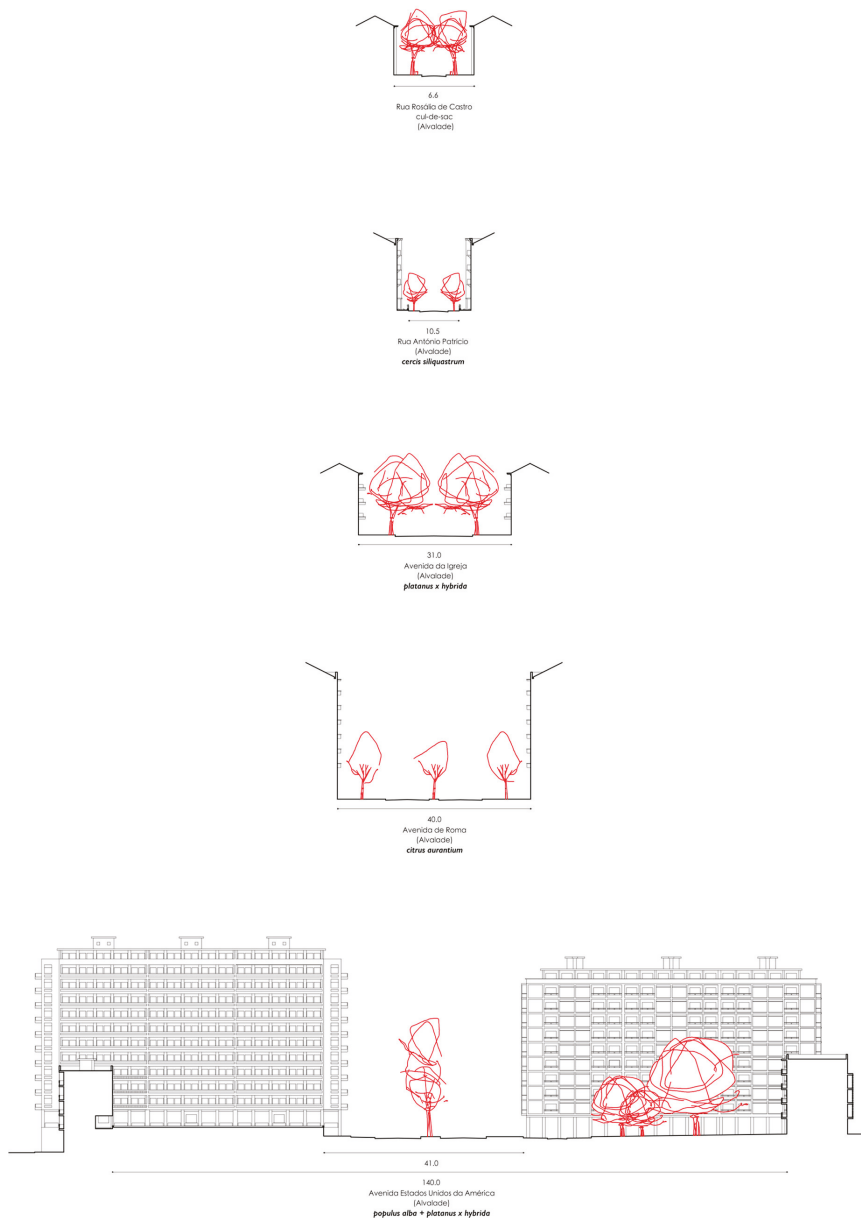 6.6
Rua Rosália de Castro
cul-de-sac
(Alvalade)
10.5
Rua António Patrício
(Alvalade)
cercis siliquastrum
31.0
Avenida da Igreja
(Alvalade)
platanus x hybrida
40.0
Avenida de Roma
(Alvalade)
citrus aurantium
41.0
140.0
Avenida Estados Unidos da América
(Alvalade)
populus alba + platanus x hybrida